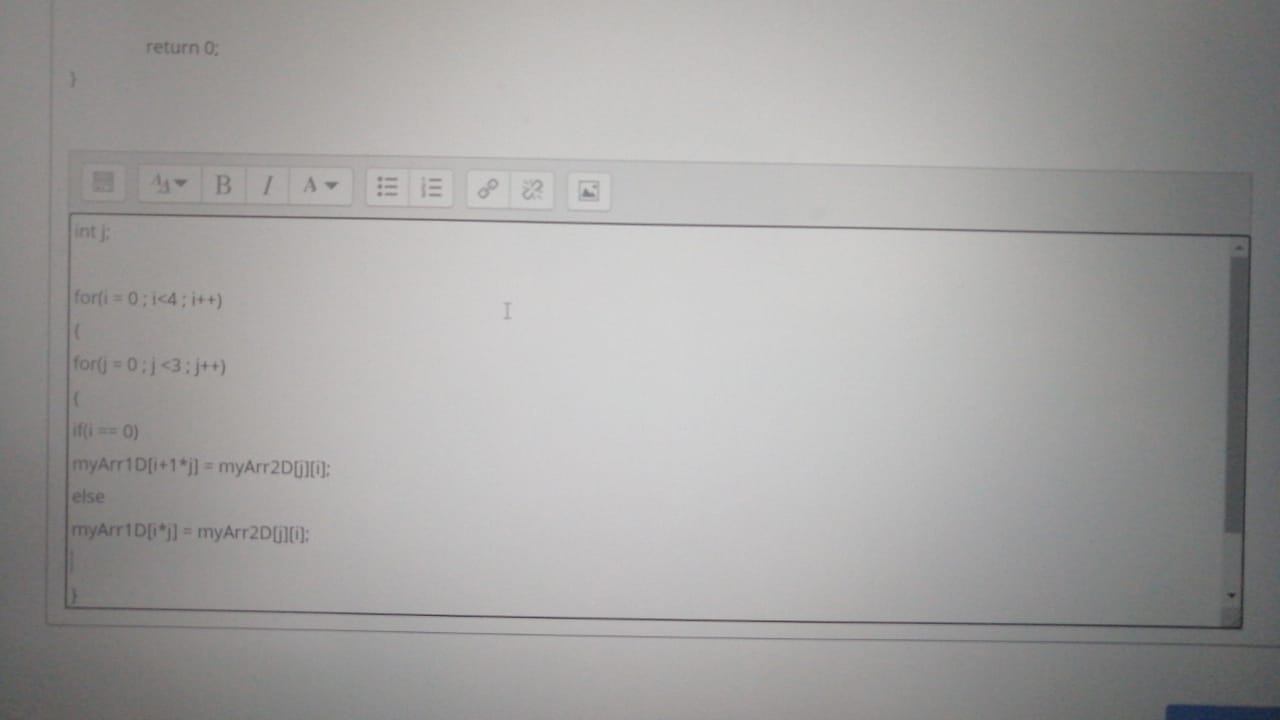 return 0;
}
B I A
int j;
for(i = 0 ; i<4 ; i++)
{
for(j = 0 ; j <3 ; j++)
{
if(i == 0)
myArr1D[i+1*j] = myArr2D[j][i];
else
myArr1D[i*j] = myArr2D[j][i];
}